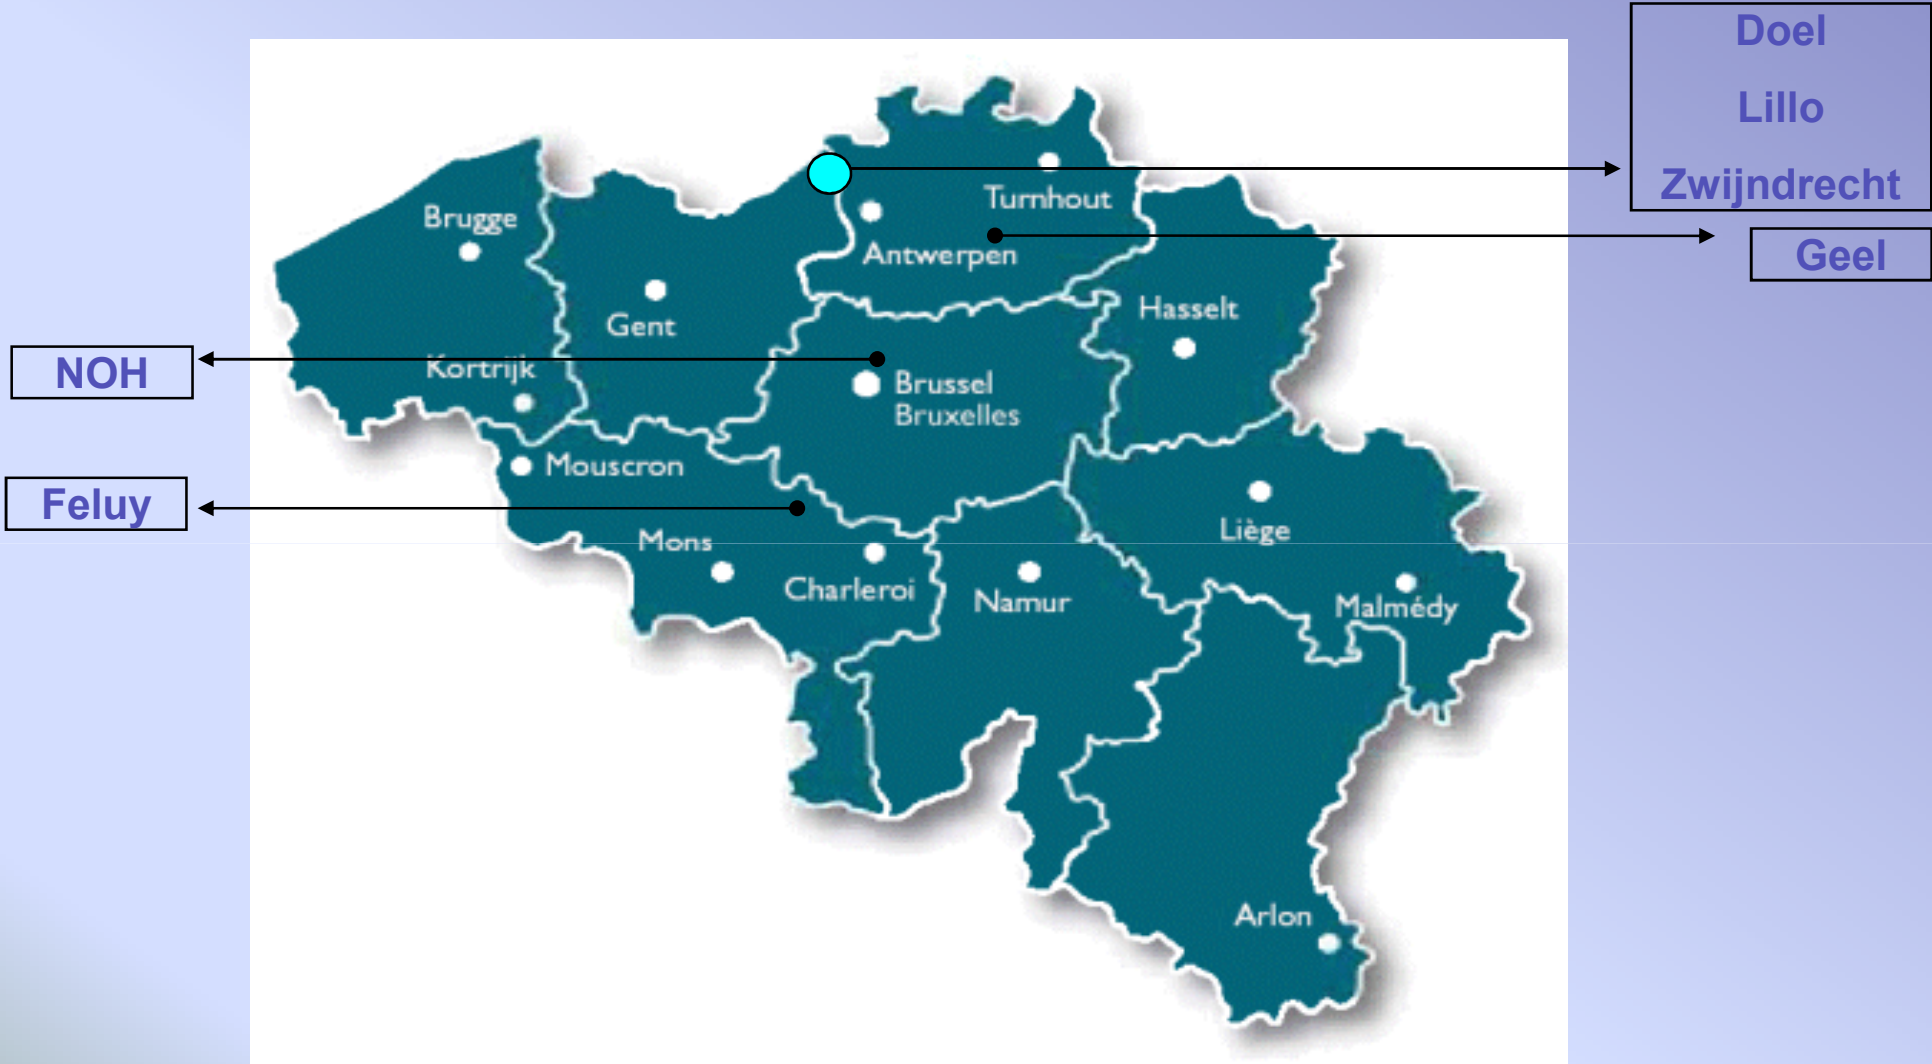 Doel
Lillo
Zwijndrecht
Geel
Turnhout
Brugge
Antwerpen
Gent
Hasselt
NOH
Kortrijk
Brussel
Bruxelles
Mouscron
Feluy
Liège
Mons
Charleroi
Namur
Malmédy
Arlon